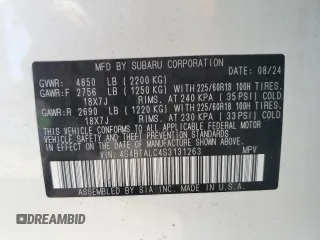 MFD BY SUBARU CORPORATION 08/24
GVWR: 4850 LB (2200 KG)
GAWR:F 2756 LB (1250 KG) WITH 225/60R18 100H TIRES.
18X7J RIMS. AT 240 KPA (35 PSI) COLD
GAWR:R 2690 LB (1220 KG) WITH 225/60R18 100H TIRES.
18X7J RIMS. AT 230 KPA (33 PSI) COLD
THIS VEHICLE CONFORMS TO ALL APPLICABLE FEDERAL MOTOR
VEHICLE SAFETY AND THEFT PREVENTION STANDARDS IN EFFECT
ON THE DATE OF MANUFACTURE SHOWN ABOVE.
VIN: 4S4BTALC4S3131263 MPV
ASSEMBLED BY SIA INC. MADE IN U.S.A.